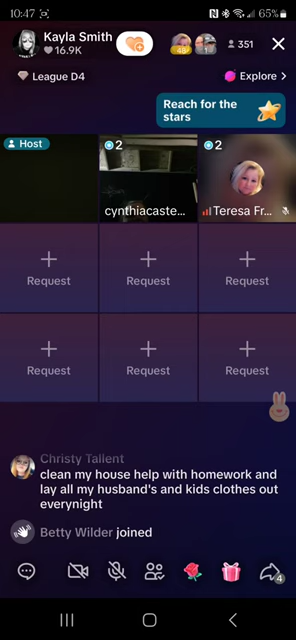 10:47 65%
Kayla Smith
16.9K
40 351
League D4
Explore >
Reach for the
stars
Host
2
2
cynthiacaste...
Teresa Fr...
Request
Request
Request
Request
Request
Request
Christy Tallent
clean my house help with homework and
lay all my husband's and kids clothes out
everynight
Betty Wilder joined
4